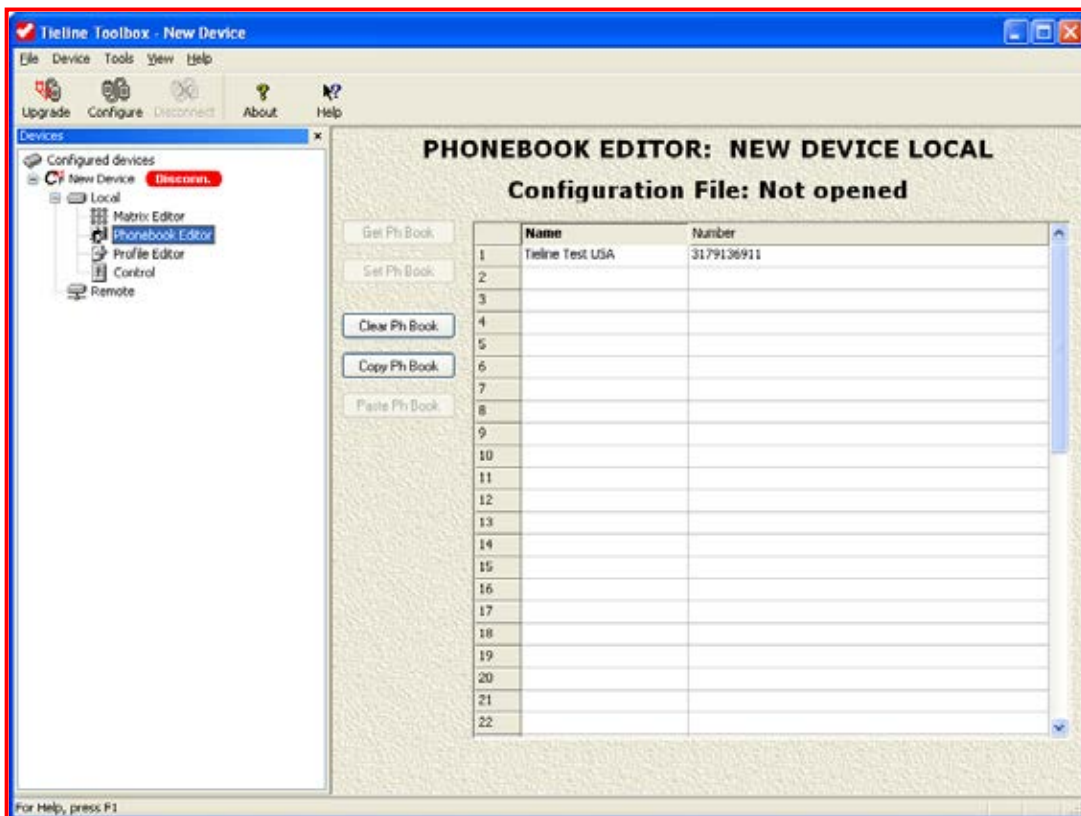 Tieline Toolbox - New Device
File Device Tools View Help
Upgrade Configure Disconnect About Help
Devices x
Configured devices
New Device Disconn.
Local
Matrix Editor
Phonebook Editor
Profile Editor
Control
Remote
PHONEBOOK EDITOR: NEW DEVICE LOCAL
Configuration File: Not opened
Get Ph Book
Set Ph Book
Clear Ph Book
Copy Ph Book
Paste Ph Book
Name Number
1 Tieline Test USA 3179136911
2
3
4
5
6
7
8
9
10
11
12
13
14
15
16
17
18
19
20
21
22
For Help, press F1